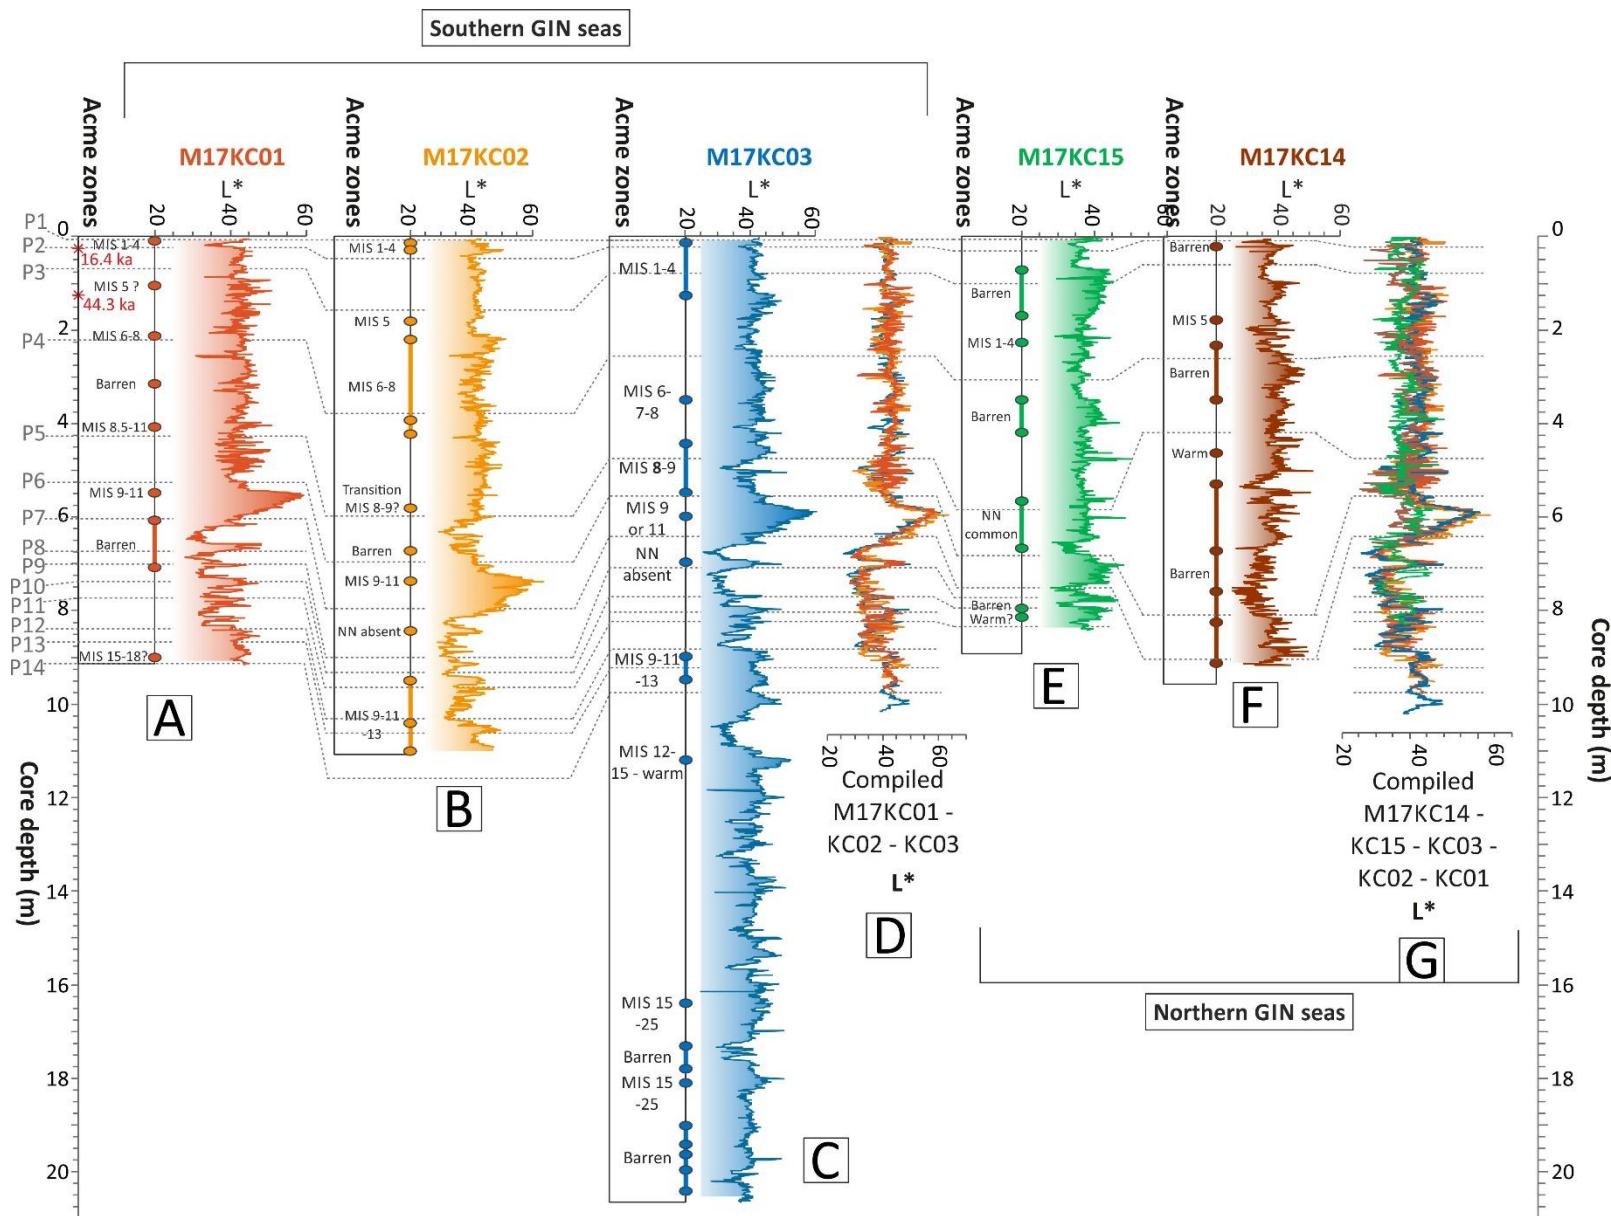 Southern GIN seas
Acme zones
M17KC01
L*
20 40 60
Acme zones
M17KC02
L*
20 40 60
Acme zones
M17KC03
L*
20 40 60
Acme zones
M17KC15
L*
20 40 60
Acme zones
M17KC14
L*
20 40 60
P1
P2
P3
P4
P5
P6
P7
P8
P9
P10
P11
P12
P13
P14
0
2
4
6
8
10
12
14
16
18
20
Core depth (m)
MIS 1-4
16.4 ka
MIS 5 ?
44.3 ka
MIS 6-8
Barren
MIS 8.5-11
MIS 9-11
Barren
MIS 15-18?
A
MIS 1-4
MIS 5
MIS 6-8
Transition
MIS 8-9?
Barren
MIS 9-11
NN absent
MIS 9-11
-13
B
MIS 1-4
MIS 6-
7-8
MIS 8-9
MIS 9
or 11
NN
absent
MIS 9-11
-13
MIS 12-
15 - warm
MIS 15
-25
Barren
MIS 15
-25
Barren
C
20 40 60
Compiled
M17KC01 -
KC02 - KC03
L*
D
Barren
MIS 1-4
Barren
NN
common
Barren
Warm?
E
Barren
MIS 5
Barren
Warm
Barren
F
20 40 60
Compiled
M17KC14 -
KC15 - KC03 -
KC02 - KC01
L*
G
Northern GIN seas
0
2
4
6
8
10
12
14
16
18
20
Core depth (m)